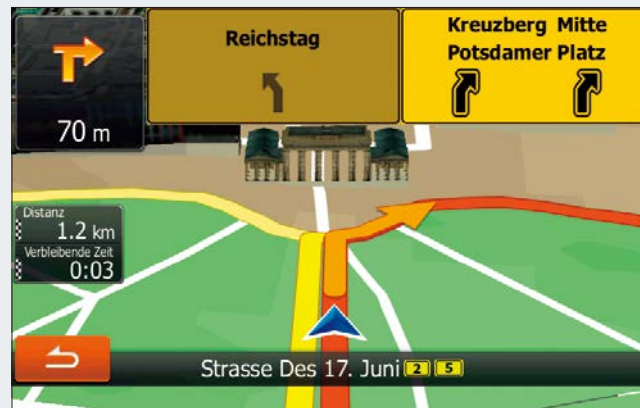 70 m
Reichstag
Kreuzberg Mitte
Potsdamer Platz
Distanz
1.2 km
Verbleibende Zeit
0:03
Strasse Des 17. Juni 2 5